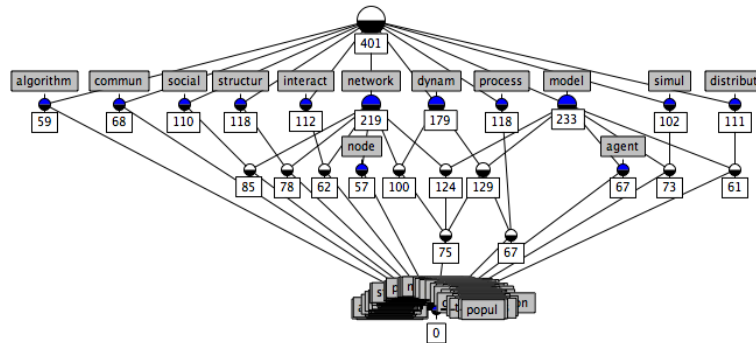 401
algorithm commun social structur interact network dynam process model simul distribut
59 68 110 118 112 219 179 118 233 102 111
node agent
85 78 62 57 100 124 129 67 73 61
75 67
popul
0